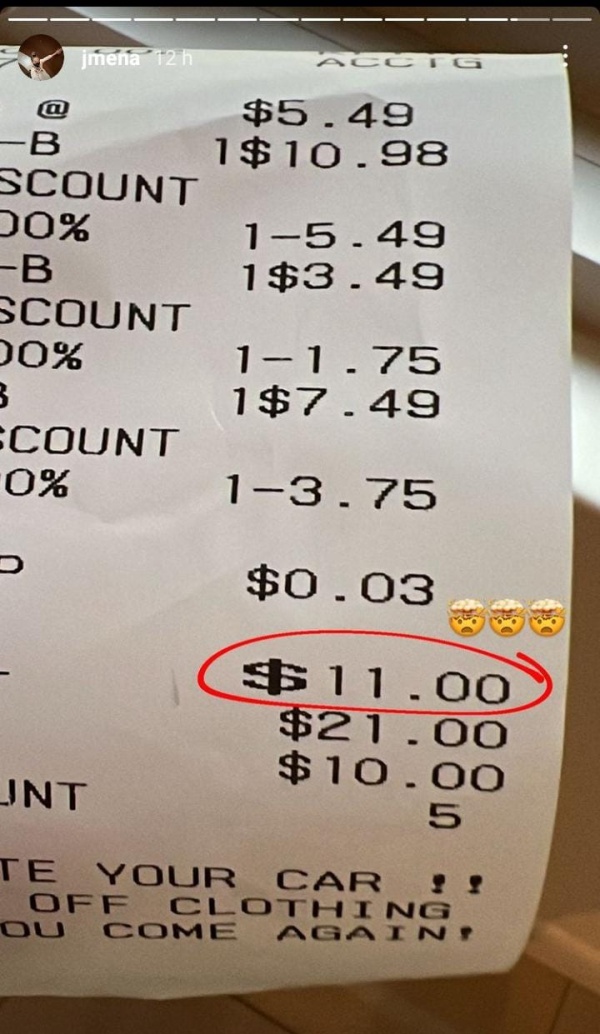 jmena 12 h
ACCTG
@ $5.49
-B 1$10.98
SCOUNT
00% 1-5.49
-B 1$3.49
SCOUNT
00% 1-1.75
B 1$7.49
COUNT
0% 1-3.75
$0.03
$11.00
$21.00
$10.00
UNT
5
TE YOUR CAR !!
OFF CLOTHING
OU COME AGAIN!